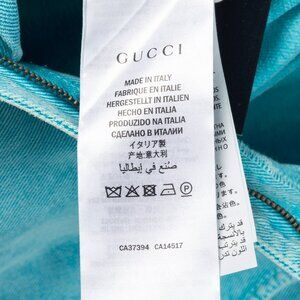 GUCCI
MADE IN ITALY
FABRIQUE EN ITALIE
HERGESTELLT IN ITALIEN
HECHO EN ITALIA
PRODUZIDO NA ITALIA
СДЕЛАНО В ИТАЛИИ
イタリア製
产地:意大利
صُنع في إيطاليا
CA37394 CA14517